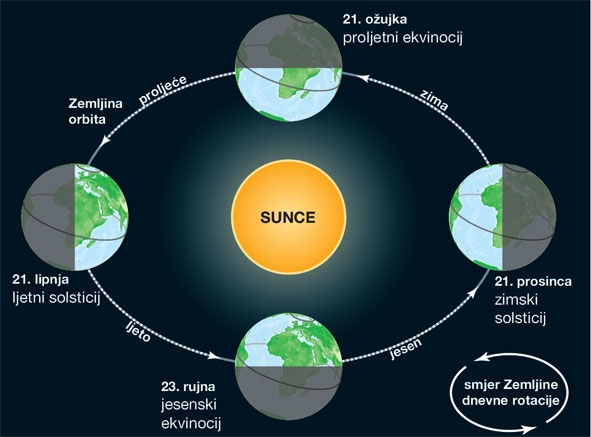 21. ožujka
proljetni ekvinocij
proljeće
zima
Zemljina
orbita
SUNCE
21. lipnja
ljetni solsticij
21. prosinca
zimski
solsticij
ljeto
jesen
23. rujna
jesenski
ekvinocij
smjer Zemljine
dnevne rotacije